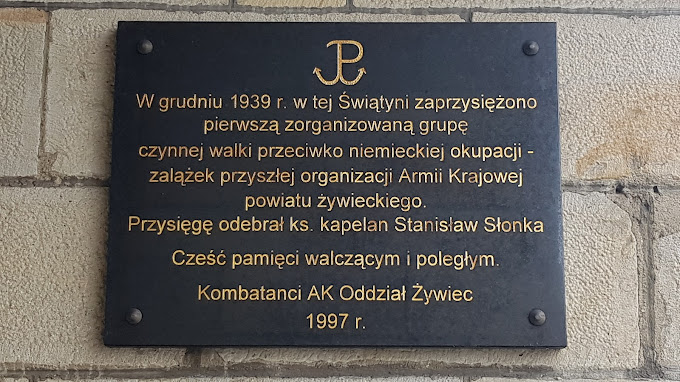 W grudniu 1939 r. w tej Świątyni zaprzysiężono
pierwszą zorganizowaną grupę
czynnej walki przeciwko niemieckiej okupacji -
zalążek przyszłej organizacji Armii Krajowej
powiatu żywieckiego.
Przysięgę odebrał ks. kapelan Stanisław Słonka
Cześć pamięci walczącym i poległym.
Kombatanci AK Oddział Żywiec
1997 r.